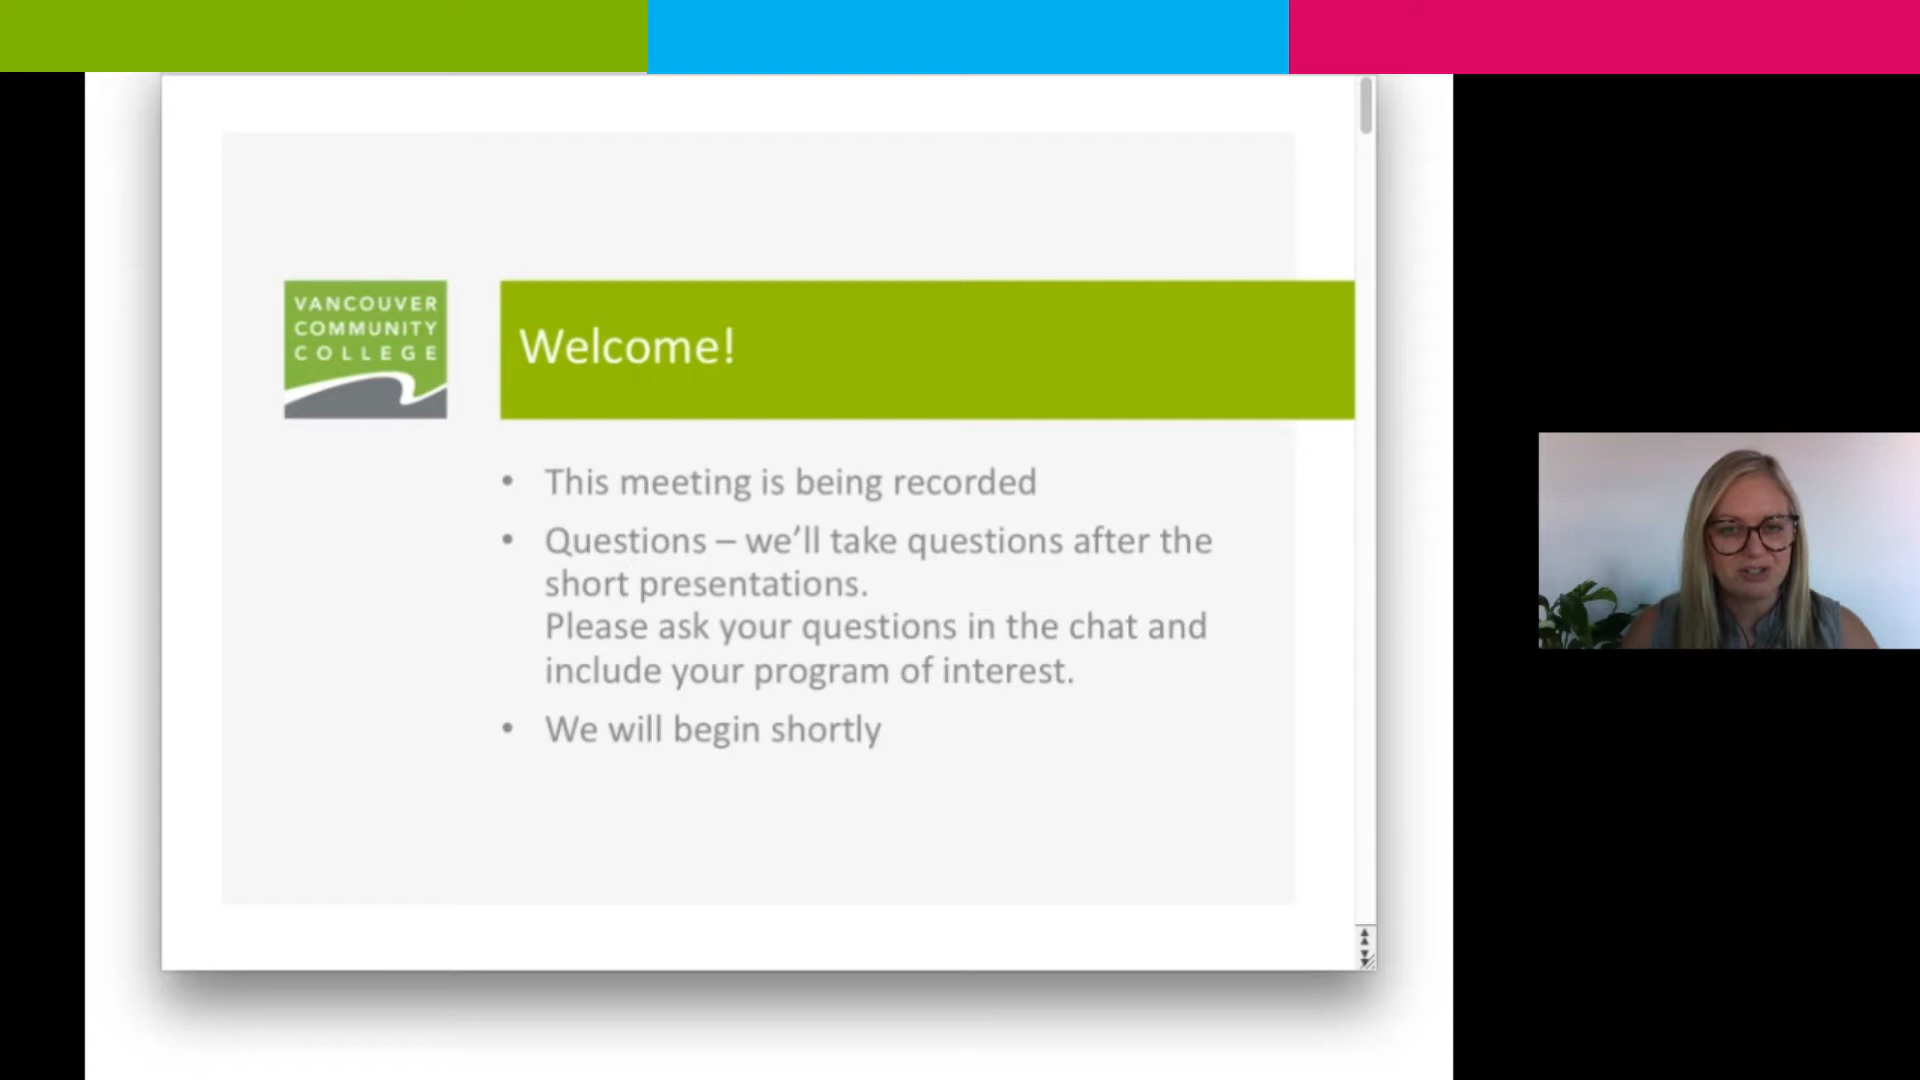 VANCOUVER
COMMUNITY
COLLEGE
Welcome!
• This meeting is being recorded
• Questions – we’ll take questions after the
short presentations.
Please ask your questions in the chat and
include your program of interest.
• We will begin shortly